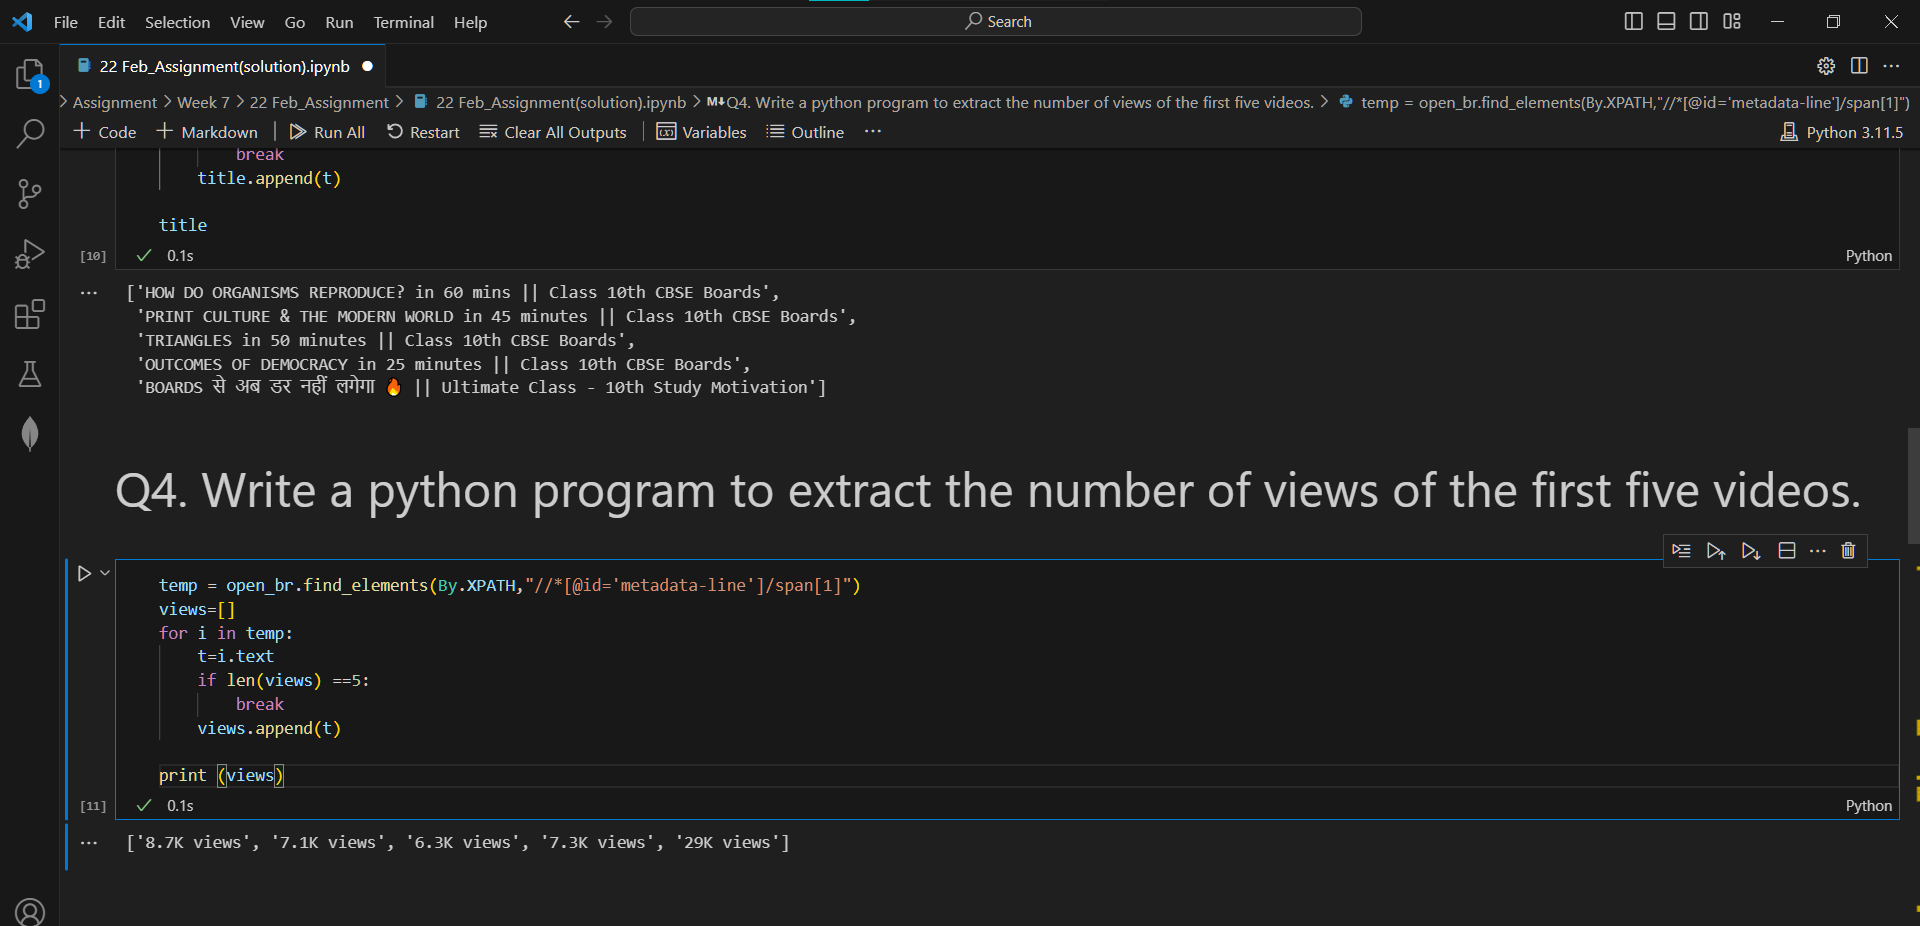 File Edit Selection View Go Run Terminal Help
Search
22 Feb_Assignment(solution).ipynb
1
Assignment > Week 7 > 22 Feb_Assignment > 22 Feb_Assignment(solution).ipynb > M↓Q4. Write a python program to extract the number of views of the first five videos. > temp = open_br.find_elements(By.XPATH,"//*[@id='metadata-line']/span[1]")
+ Code + Markdown | Run All Restart Clear All Outputs | Variables Outline ...
Python 3.11.5
break
title.append(t)
title
[10] ✓ 0.1s
Python
['HOW DO ORGANISMS REPRODUCE? in 60 mins || Class 10th CBSE Boards',
'PRINT CULTURE & THE MODERN WORLD in 45 minutes || Class 10th CBSE Boards',
'TRIANGLES in 50 minutes || Class 10th CBSE Boards',
'OUTCOMES OF DEMOCRACY in 25 minutes || Class 10th CBSE Boards',
'BOARDS से अब डर नहीं लगेगा 🔥 || Ultimate Class - 10th Study Motivation']
Q4. Write a python program to extract the number of views of the first five videos.
temp = open_br.find_elements(By.XPATH,"//*[@id='metadata-line']/span[1]")
views=[]
for i in temp:
t=i.text
if len(views) ==5:
break
views.append(t)
print (views)
[11] ✓ 0.1s
Python
['8.7K views', '7.1K views', '6.3K views', '7.3K views', '29K views']